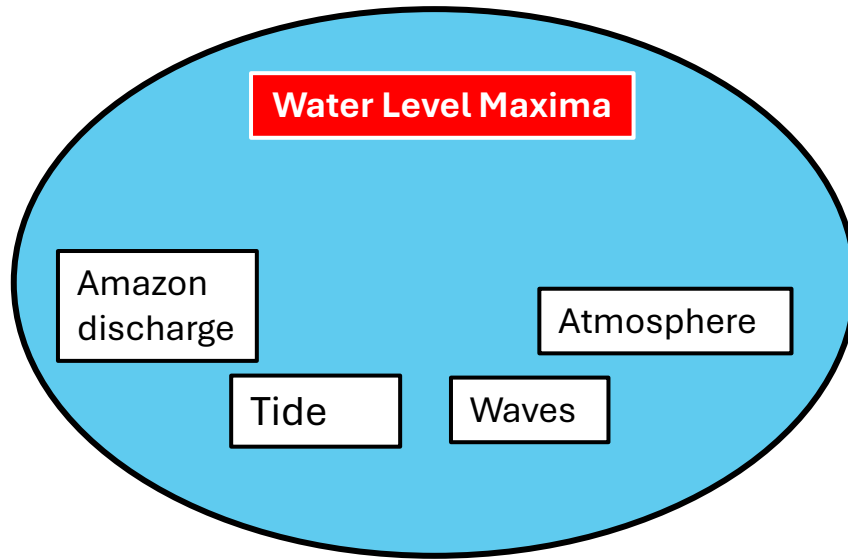 Water Level Maxima
Amazon
discharge
Atmosphere
Tide
Waves